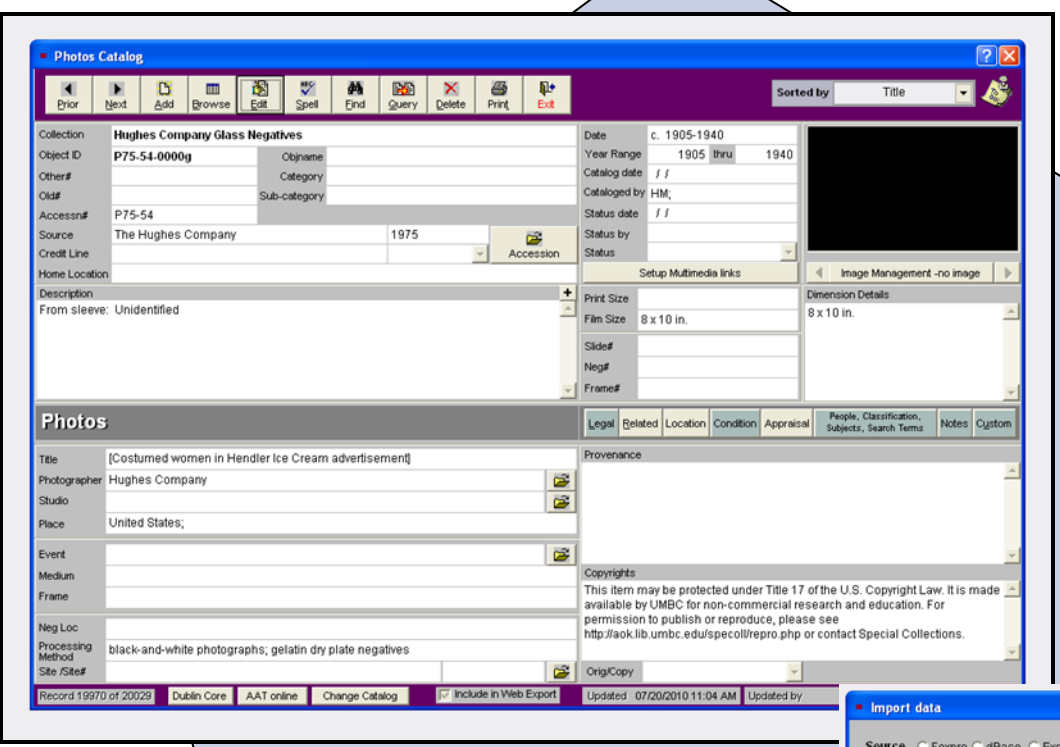 Photos Catalog
Prior Next Add Browse Edit Spell Find Query Delete Print Exit
Sorted by Title
Collection Hughes Company Glass Negatives
Object ID P75-54-0000g Objname
Other# Category
Old# Sub-category
Accessn# P75-54
Source The Hughes Company 1975
Credit Line Accession
Home Location
Date c. 1905-1940
Year Range 1905 thru 1940
Catalog date / /
Cataloged by HM;
Status date / /
Status by
Status
Setup Multimedia links
Image Management -no image
Description +
From sleeve: Unidentified
Print Size
Film Size 8 x 10 in.
Slide#
Neg#
Frame#
Dimension Details
8 x 10 in.
Photos
Legal Related Location Condition Appraisal People, Classification, Subjects, Search Terms Notes Custom
Title [Costumed women in Hendler Ice Cream advertisement]
Photographer Hughes Company
Studio
Place United States;
Event
Medium
Frame
Neg Loc
Processing Method black-and-white photographs; gelatin dry plate negatives
Site /Site#
Provenance
Copyrights
This item may be protected under Title 17 of the U.S. Copyright Law. It is made
available by UMBC for non-commercial research and education. For
permission to publish or reproduce, please see
http://aok.lib.umbc.edu/specoll/repro.php or contact Special Collections.
Orig/Copy
Record 19970 of 20029 Dublin Core AAT online Change Catalog Include in Web Export Updated 07/20/2010 11:04 AM Updated by
Import data
Source Foxpro dBase